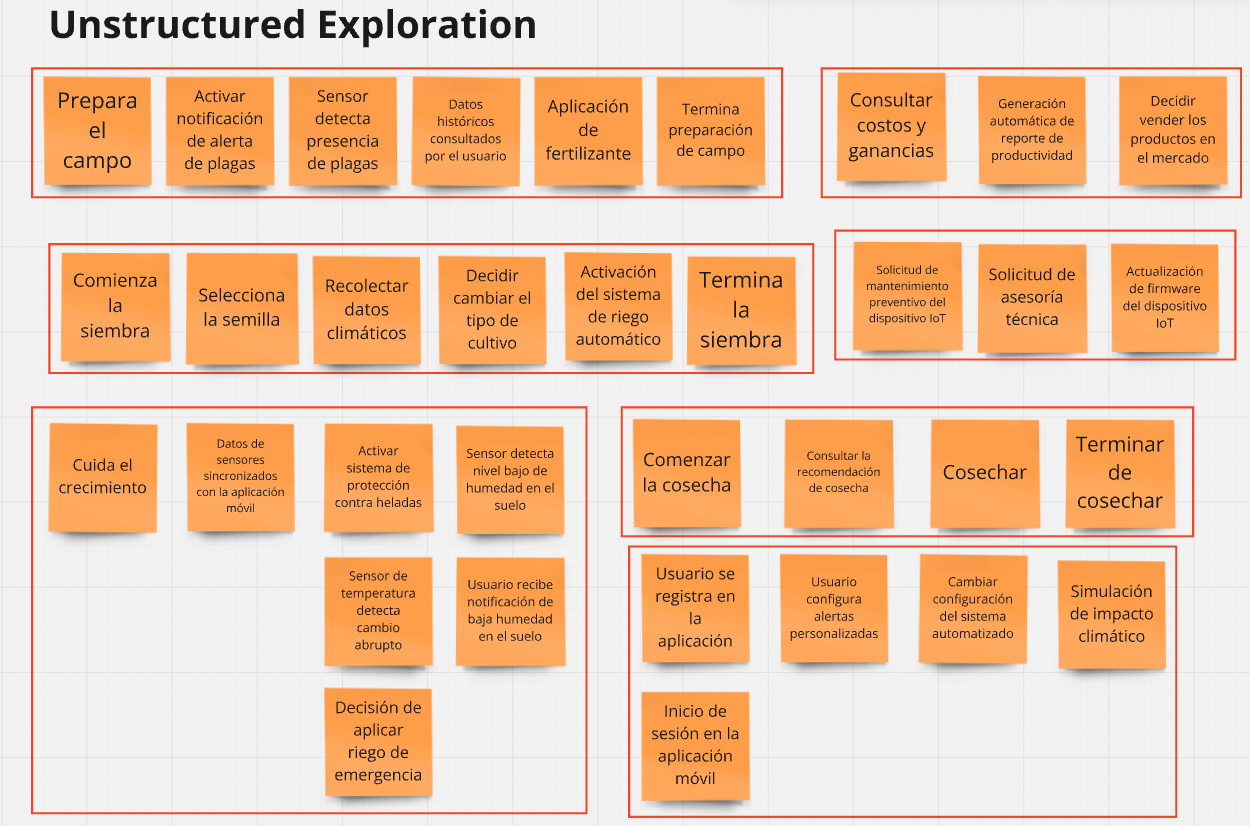 Unstructured Exploration
Prepara
el
campo
Activar
notificación
de alerta
de plagas
Sensor
detecta
presencia
de plagas
Datos
históricos
consultados
por el usuario
Aplicación
de
fertilizante
Termina
preparación
de campo
Consultar
costos y
ganancias
Generación
automática de
reporte de
productividad
Decidir
vender los
productos en
el mercado
Comienza
la
siembra
Selecciona
la semilla
Recolectar
datos
climáticos
Decidir
cambiar el
tipo de
cultivo
Activación
del sistema
de riego
automático
Termina
la
siembra
Solicitud de
mantenimiento
preventivo del
dispositivo IoT
Solicitud de
asesoría
técnica
Actualización
de firmware
del dispositivo
IoT
Cuida el
crecimiento
Datos de
sensores
sincronizados
con la aplicación
móvil
Activar
sistema de
protección
contra heladas
Sensor detecta
nivel bajo de
humedad en el
suelo
Sensor de
temperatura
detecta
cambio
abrupto
Usuario recibe
notificación de
baja humedad
en el suelo
Decisión de
aplicar
riego de
emergencia
Comenzar
la cosecha
Consultar la
recomendación
de cosecha
Cosechar
Terminar
de
cosechar
Usuario se
registra en
la
aplicación
Usuario
configura
alertas
personalizadas
Cambiar
configuración
del sistema
automatizado
Simulación
de impacto
climático
Inicio de
sesión en la
aplicación
móvil